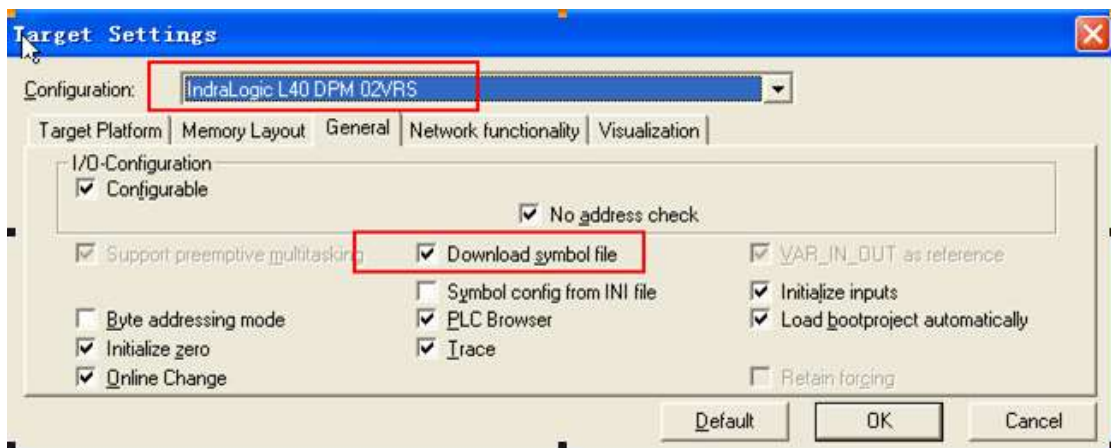 Target Settings
Configuration: IndraLogic L40 DPM 02VRS
Target Platform Memory Layout General Network functionality Visualization
I/O-Configuration
Configurable
No address check
Support preemptive multitasking Download symbol file VAR_IN_OUT as reference
Symbol config from INI file Initialize inputs
Byte addressing mode PLC Browser Load bootproject automatically
Initialize zero Trace
Online Change Retain forcing
Default OK Cancel